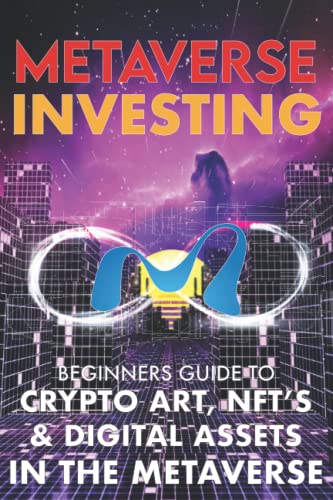 METAVERSE
INVESTING
BEGINNERS GUIDE TO
CRYPTO ART, NFT'S
& DIGITAL ASSETS
IN THE METAVERSE